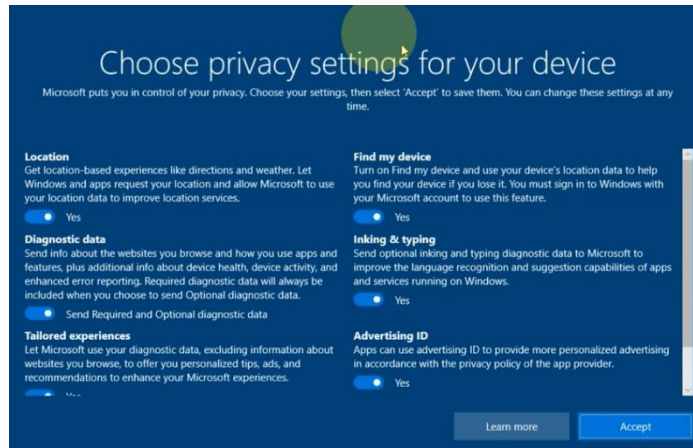 Choose privacy settings for your device
Microsoft puts you in control of your privacy. Choose your settings, then select 'Accept' to save them. You can change these settings at any
time.
Location
Get location-based experiences like directions and weather. Let
Windows and apps request your location and allow Microsoft to use
your location data to improve location services.
Yes
Diagnostic data
Send info about the websites you browse and how you use apps and
features, plus additional info about device health, device activity, and
enhanced error reporting. Required diagnostic data will always be
included when you choose to send Optional diagnostic data.
Send Required and Optional diagnostic data
Tailored experiences
Let Microsoft use your diagnostic data, excluding information about
websites you browse, to offer you personalized tips, ads, and
recommendations to enhance your Microsoft experiences.
Yes
Find my device
Turn on Find my device and use your device's location data to help
you find your device if you lose it. You must sign in to Windows with
your Microsoft account to use this feature.
Yes
Inking & typing
Send optional inking and typing diagnostic data to Microsoft to
improve the language recognition and suggestion capabilities of apps
and services running on Windows.
Yes
Advertising ID
Apps can use advertising ID to provide more personalized advertising
in accordance with the privacy policy of the app provider.
Yes
Learn more
Accept